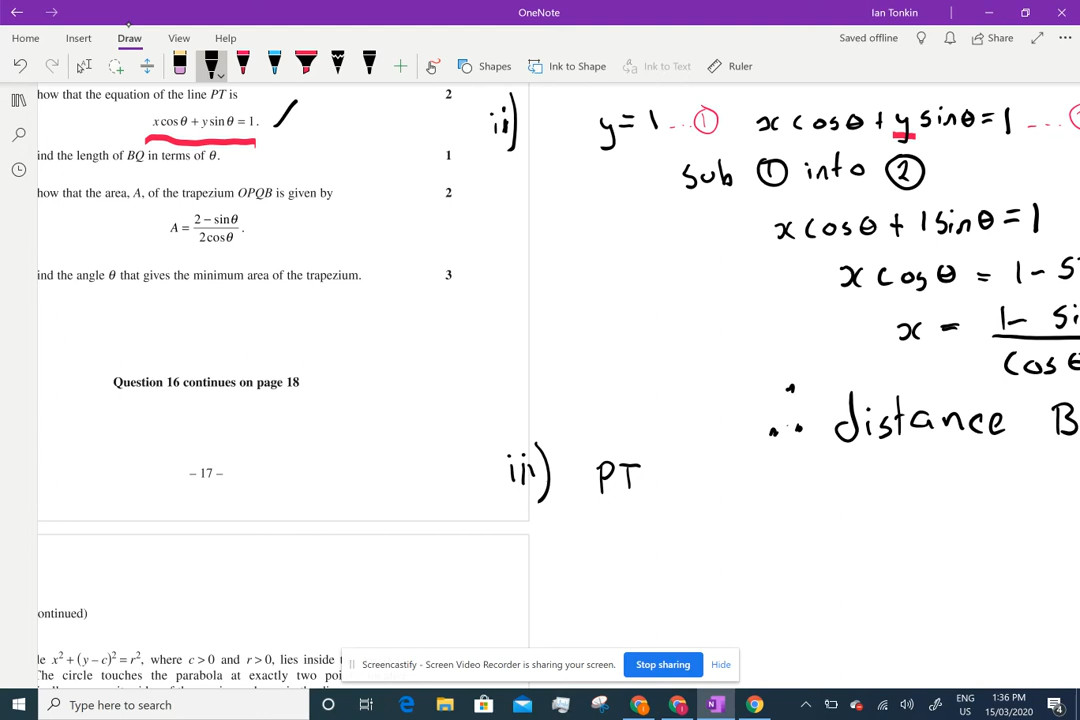 OneNote
Ian Tonkin
Home Insert Draw View Help
Saved offline Share
Shapes Ink to Shape Ink to Text Ruler
how that the equation of the line PT is 2
x cos θ + y sin θ = 1.
ind the length of BQ in terms of θ. 1
how that the area, A, of the trapezium OPQB is given by 2
A = 2 − sin θ / 2 cos θ .
ind the angle θ that gives the minimum area of the trapezium. 3
Question 16 continues on page 18
– 17 –
ontinued)
le x² + (y – c)² = r², where c > 0 and r > 0, lies inside t
The circle touches the parabola at exactly two poi
ii) y = 1 ... ① x cos θ + y sin θ = 1 ...
sub ① into ②
x cos θ + 1 sin θ = 1
x cos θ = 1 - s
x = 1 - si / cos θ
∴ distance B
iii) PT
Screencastify - Screen Video Recorder is sharing your screen. Stop sharing Hide
Type here to search
ENG
US
1:36 PM
15/03/2020
4